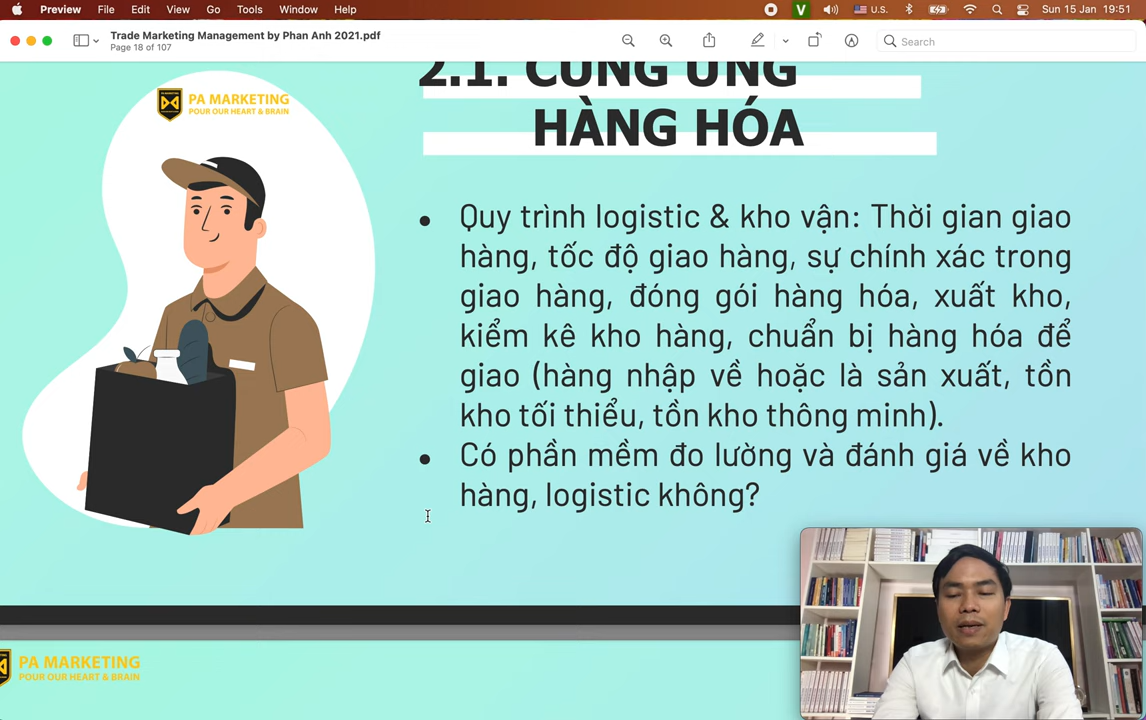 Preview File Edit View Go Tools Window Help V U.S. Sun 15 Jan 19:51
Trade Marketing Management by Phan Anh 2021.pdf
Page 18 of 107
Search
2.1. CUNG ỨNG
HÀNG HÓA
PA MARKETING
POUR OUR HEART & BRAIN
• Quy trình logistic & kho vận: Thời gian giao
hàng, tốc độ giao hàng, sự chính xác trong
giao hàng, đóng gói hàng hóa, xuất kho,
kiểm kê kho hàng, chuẩn bị hàng hóa để
giao (hàng nhập về hoặc là sản xuất, tồn
kho tối thiểu, tồn kho thông minh).
• Có phần mềm đo lường và đánh giá về kho
hàng, logistic không?
PA MARKETING
POUR OUR HEART & BRAIN